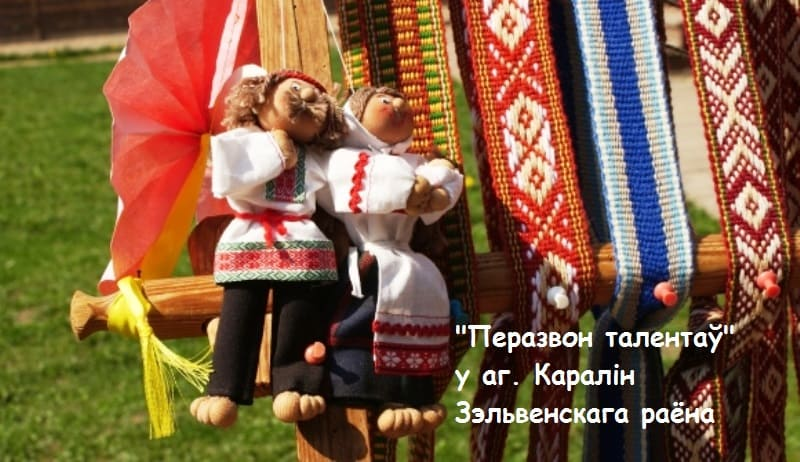 "Перазвон талентаў"
у аг. Каралін
Зэльвенскага раёна